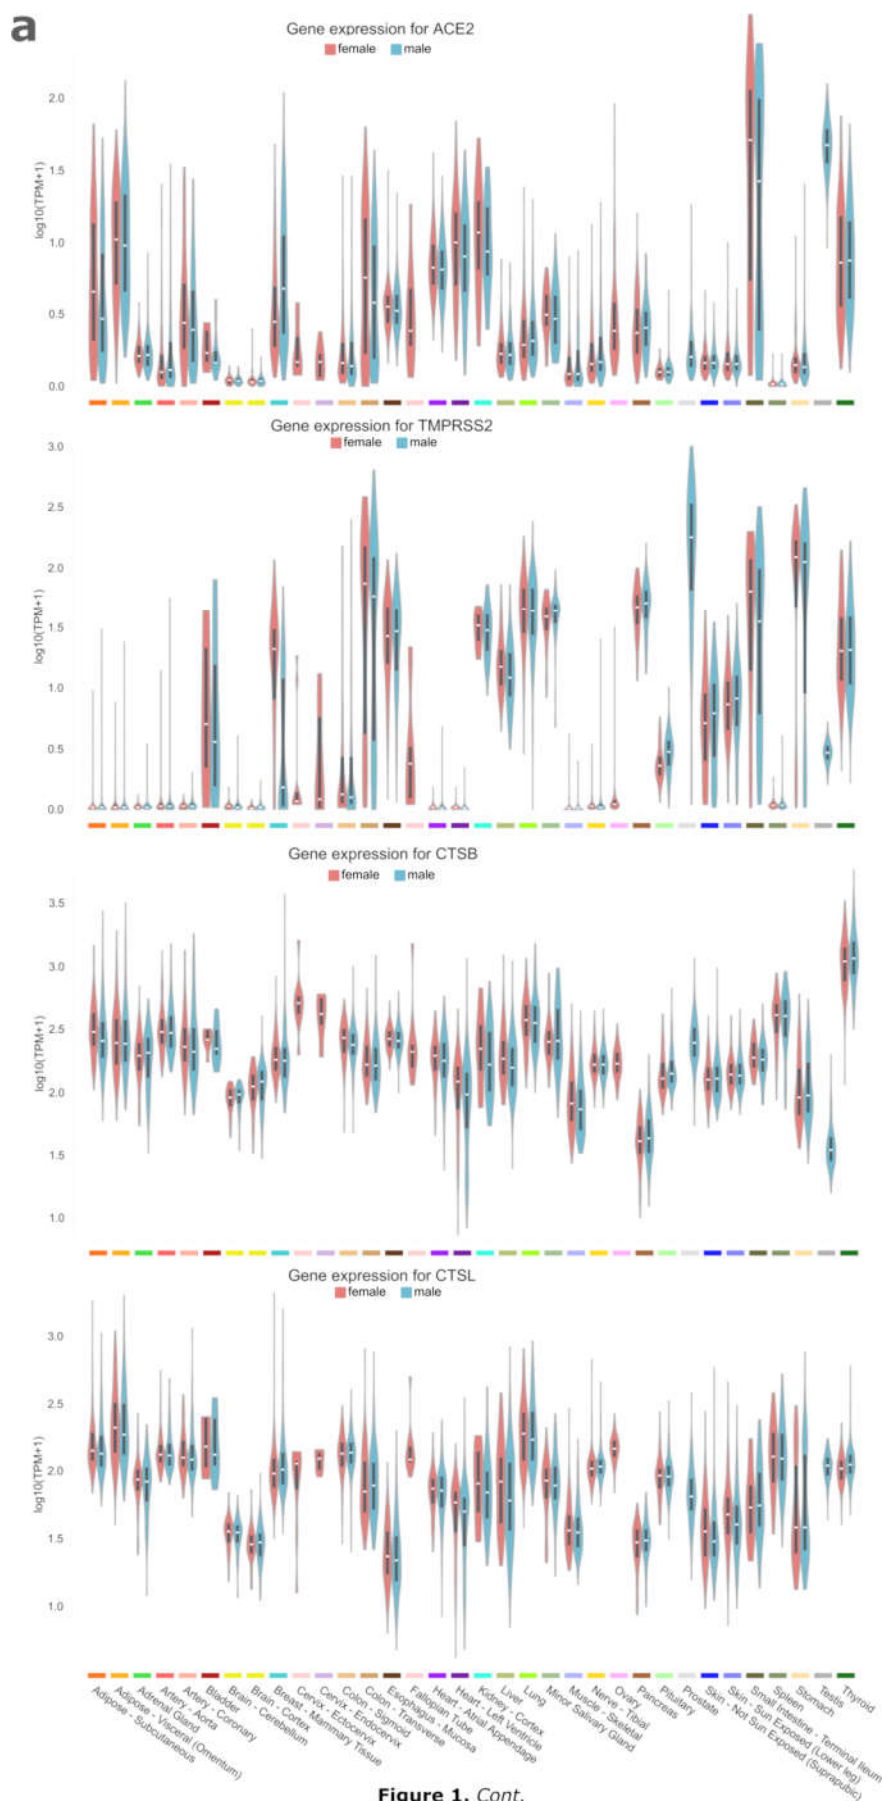 a
Gene expression for ACE2
female male
log10(TPM+1)
2.0
1.5
1.0
0.5
0.0
Gene expression for TMPRSS2
female male
log10(TPM+1)
3.0
2.5
2.0
1.5
1.0
0.5
0.0
Gene expression for CTSB
female male
log10(TPM+1)
3.5
3.0
2.5
2.0
1.5
1.0
Gene expression for CTSL
female male
log10(TPM+1)
3.0
2.5
2.0
1.5
1.0
Adipose - Subcutaneous
Adipose - Visceral (Omentum)
Adrenal Gland
Artery - Aorta
Artery - Coronary
Bladder
Brain - Cerebellum
Brain - Cortex
Breast - Mammary Tissue
Cervix - Ectocervix
Cervix - Endocervix
Colon - Sigmoid
Colon - Transverse
Esophagus - Mucosa
Fallopian Tube
Heart - Atrial Appendage
Heart - Left Ventricle
Kidney - Cortex
Liver
Lung
Minor Salivary Gland
Muscle - Skeletal
Nerve - Tibial
Ovary
Pancreas
Pituitary
Prostate
Skin - Not Sun Exposed (Suprapubic)
Skin - Sun Exposed (Lower leg)
Small Intestine - Terminal Ileum
Spleen
Stomach
Testis
Thyroid
Figure 1. Cont.